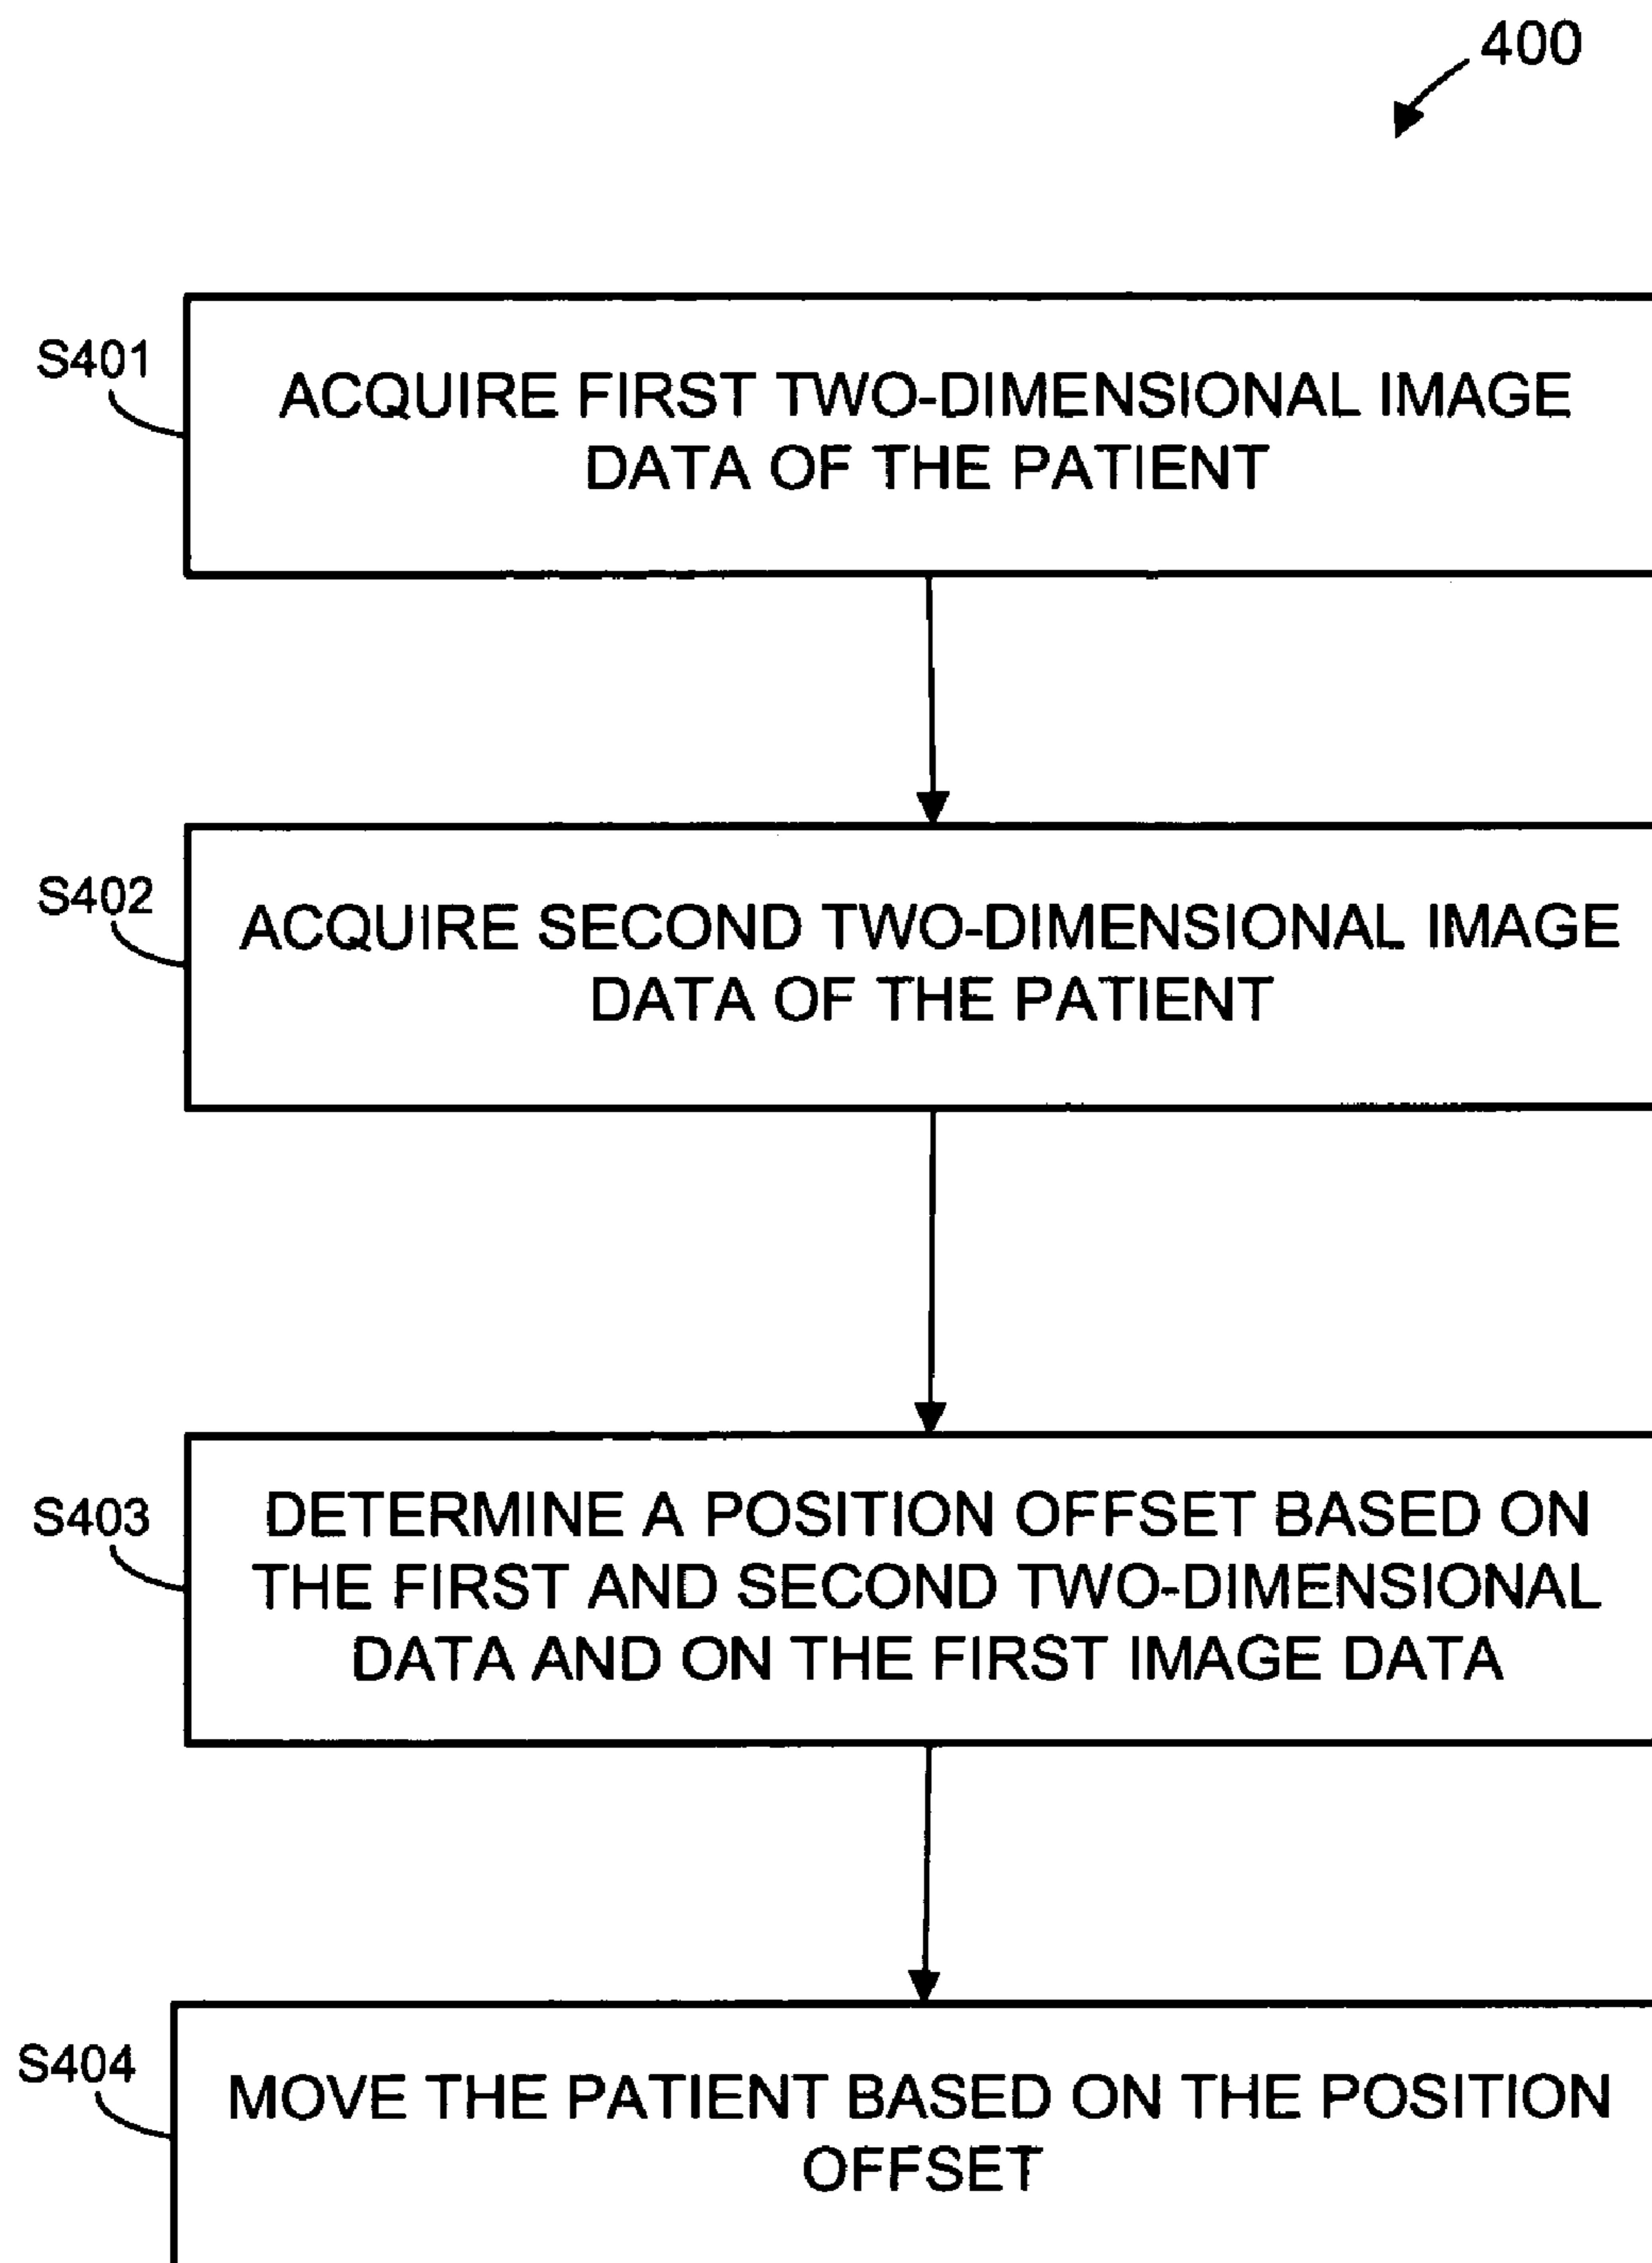 400
S401
ACQUIRE FIRST TWO-DIMENSIONAL IMAGE
DATA OF THE PATIENT
S402
ACQUIRE SECOND TWO-DIMENSIONAL IMAGE
DATA OF THE PATIENT
S403
DETERMINE A POSITION OFFSET BASED ON
THE FIRST AND SECOND TWO-DIMENSIONAL
DATA AND ON THE FIRST IMAGE DATA
S404
MOVE THE PATIENT BASED ON THE POSITION
OFFSET